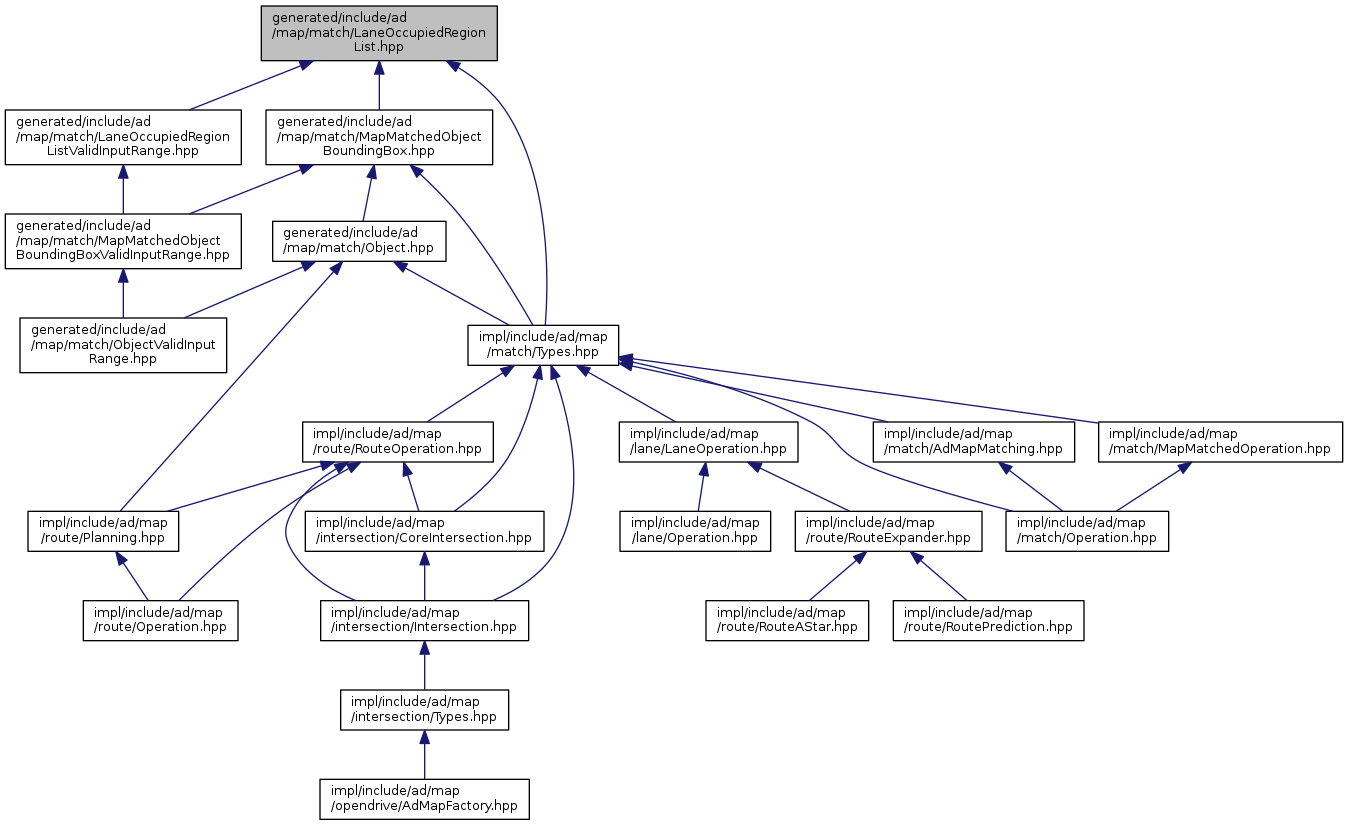 generated/include/ad
/map/match/LaneOccupiedRegion
List.hpp
generated/include/ad
/map/match/LaneOccupiedRegion
ListValidInputRange.hpp
generated/include/ad
/map/match/MapMatchedObject
BoundingBox.hpp
generated/include/ad
/map/match/MapMatchedObject
BoundingBoxValidInputRange.hpp
generated/include/ad
/map/match/Object.hpp
generated/include/ad
/map/match/ObjectValidInput
Range.hpp
impl/include/ad/map
/match/Types.hpp
impl/include/ad/map
/route/RouteOperation.hpp
impl/include/ad/map
/lane/LaneOperation.hpp
impl/include/ad/map
/match/AdMapMatching.hpp
impl/include/ad/map
/match/MapMatchedOperation.hpp
impl/include/ad/map
/route/Planning.hpp
impl/include/ad/map
/intersection/CoreIntersection.hpp
impl/include/ad/map
/lane/Operation.hpp
impl/include/ad/map
/route/RouteExpander.hpp
impl/include/ad/map
/match/Operation.hpp
impl/include/ad/map
/route/Operation.hpp
impl/include/ad/map
/intersection/Intersection.hpp
impl/include/ad/map
/route/RouteAStar.hpp
impl/include/ad/map
/route/RoutePrediction.hpp
impl/include/ad/map
/intersection/Types.hpp
impl/include/ad/map
/opendrive/AdMapFactory.hpp